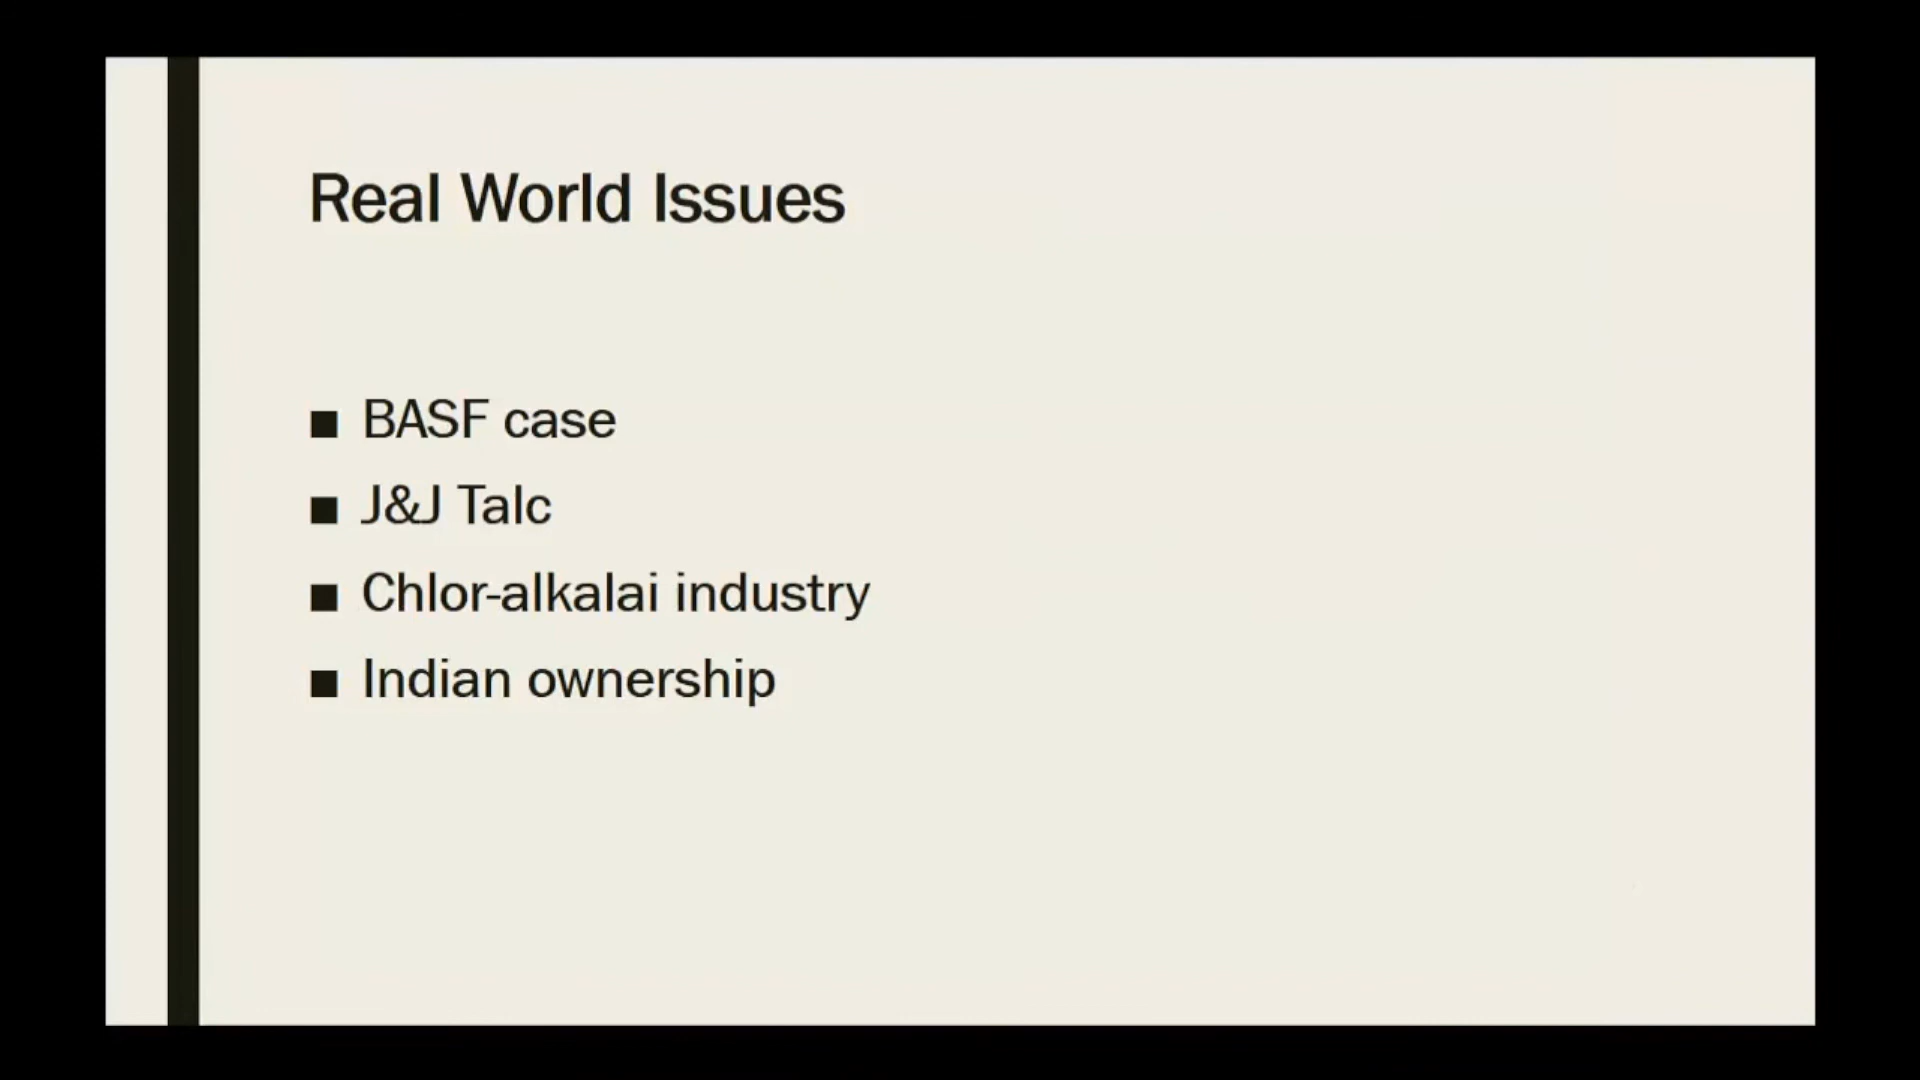 Real World Issues
■ BASF case
■ J&J Talc
■ Chlor-alkalai industry
■ Indian ownership